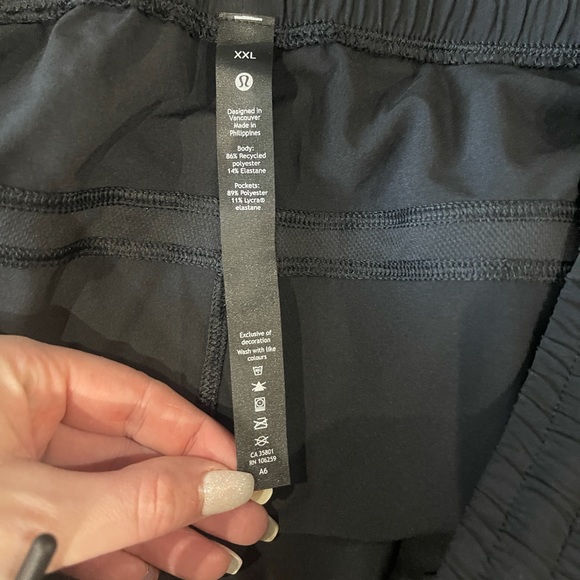 XXL
Designed in
Vancouver
Made in
Philippines
Body:
86% Recycled
polyester
14% Elastane
Pockets:
89% Polyester
11% Lycra®
elastane
Exclusive of
decoration
Wash with like
colours
CA 35801
RN 106259
A6